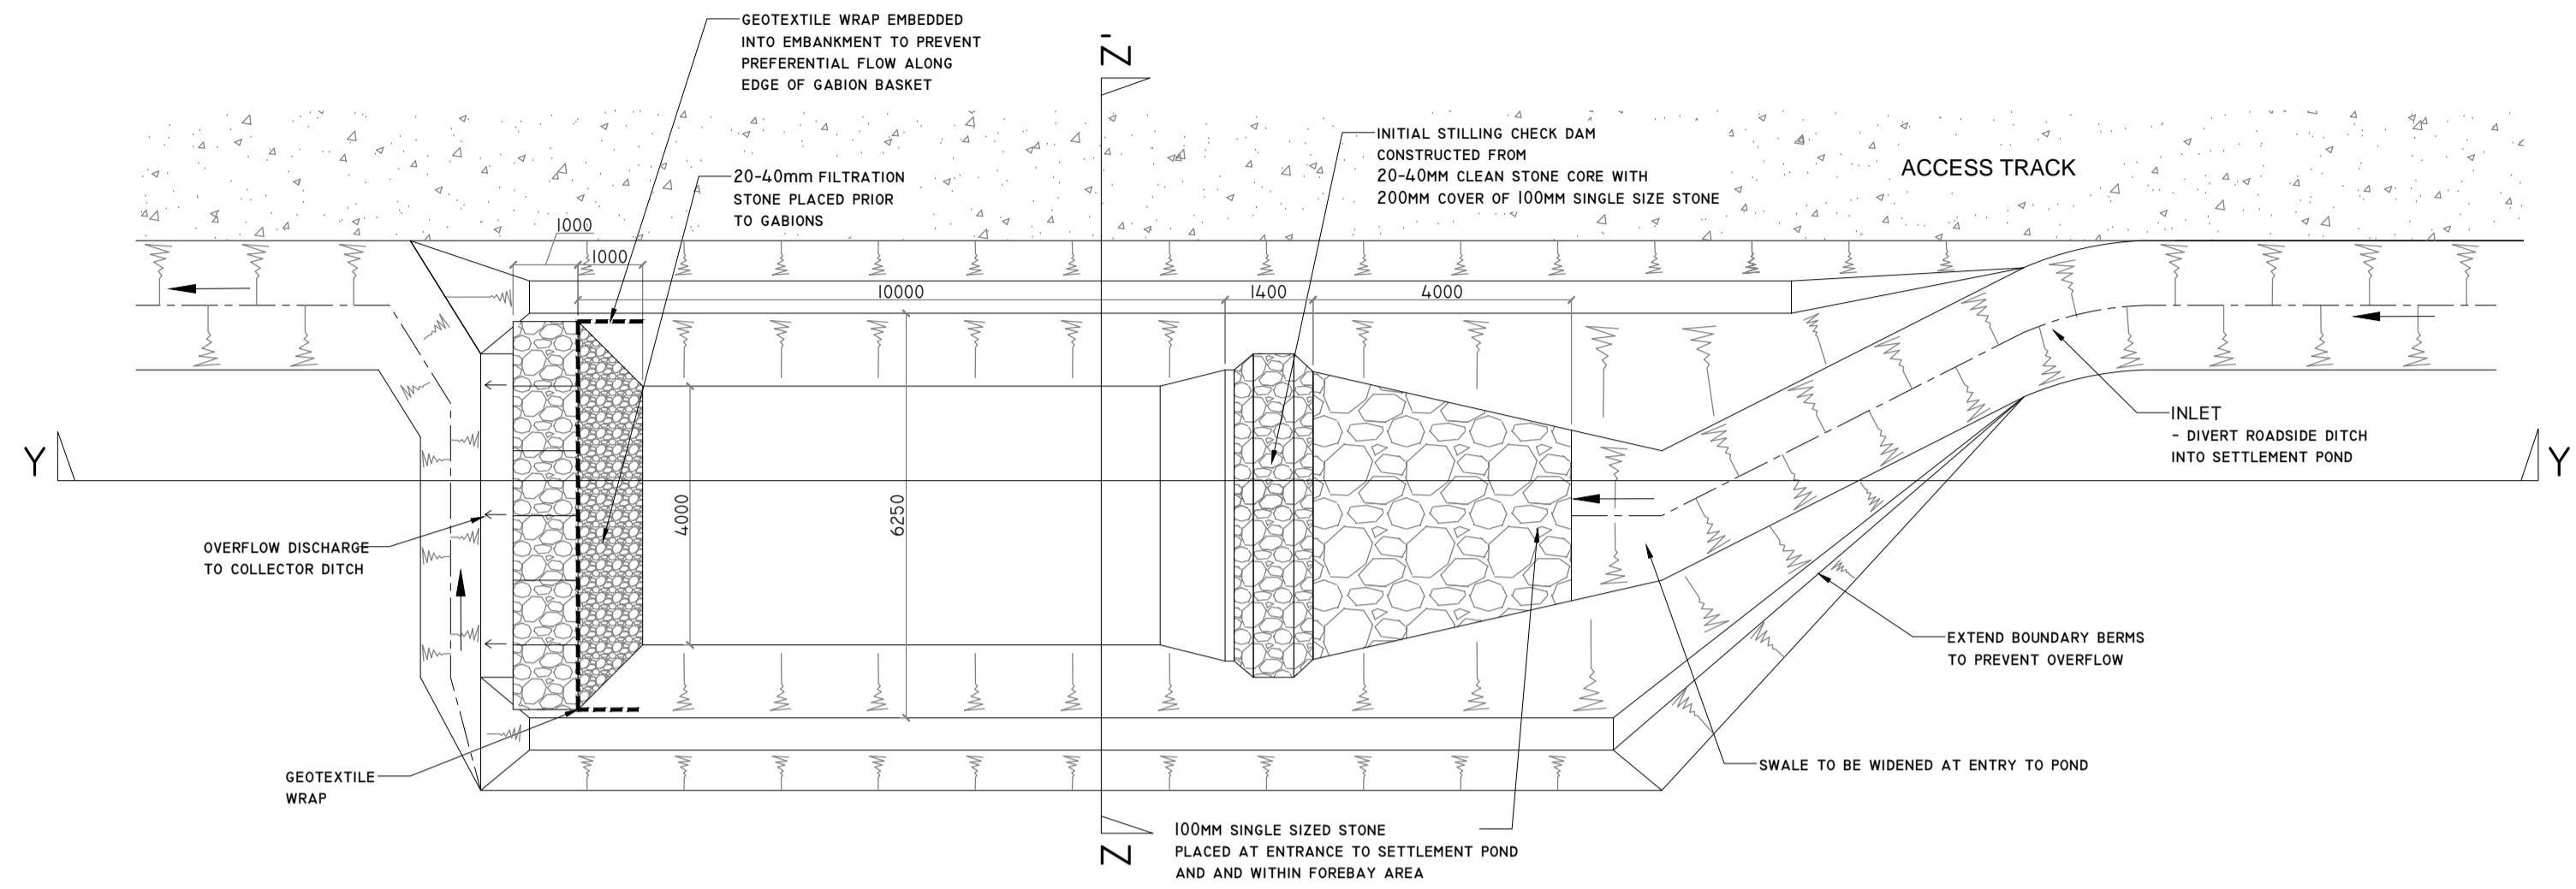 GEOTEXTILE WRAP EMBEDDED
INTO EMBANKMENT TO PREVENT
PREFERENTIAL FLOW ALONG
EDGE OF GABION BASKET
Z
INITIAL STILLING CHECK DAM
CONSTRUCTED FROM
20-40MM CLEAN STONE CORE WITH
200MM COVER OF 100MM SINGLE SIZE STONE
ACCESS TRACK
20-40mm FILTRATION
STONE PLACED PRIOR
TO GABIONS
1000
1000
10000
1400
4000
INLET
- DIVERT ROADSIDE DITCH
INTO SETTLEMENT POND
Y
Y
4000
6250
OVERFLOW DISCHARGE
TO COLLECTOR DITCH
EXTEND BOUNDARY BERMS
TO PREVENT OVERFLOW
GEOTEXTILE
WRAP
SWALE TO BE WIDENED AT ENTRY TO POND
Z
100MM SINGLE SIZED STONE
PLACED AT ENTRANCE TO SETTLEMENT POND
AND AND WITHIN FOREBAY AREA